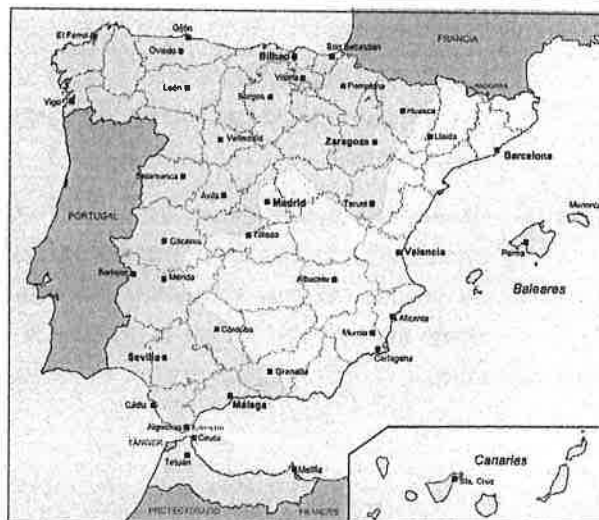 FRANCIA
ANDORRA
Gijón
El Ferrol
Oviedo
Bilbao
San Sebastián
Vitoria
Pamplona
León
Burgos
Huesca
Vigo
Lleida
Valladolid
Zaragoza
Barcelona
Salamanca
Ávila
Madrid
Teruel
Menorca
PORTUGAL
Toledo
Cáceres
Valencia
Palma
Badajoz
Mérida
Albacete
Baleares
Alicante
Córdoba
Murcia
Sevilla
Cartagena
Granada
Cádiz
Málaga
Algeciras
TÁNGER
Ceuta
Canarias
Tetuán
Melilla
Sta. Cruz
PROTECTORADO
FRANCÉS